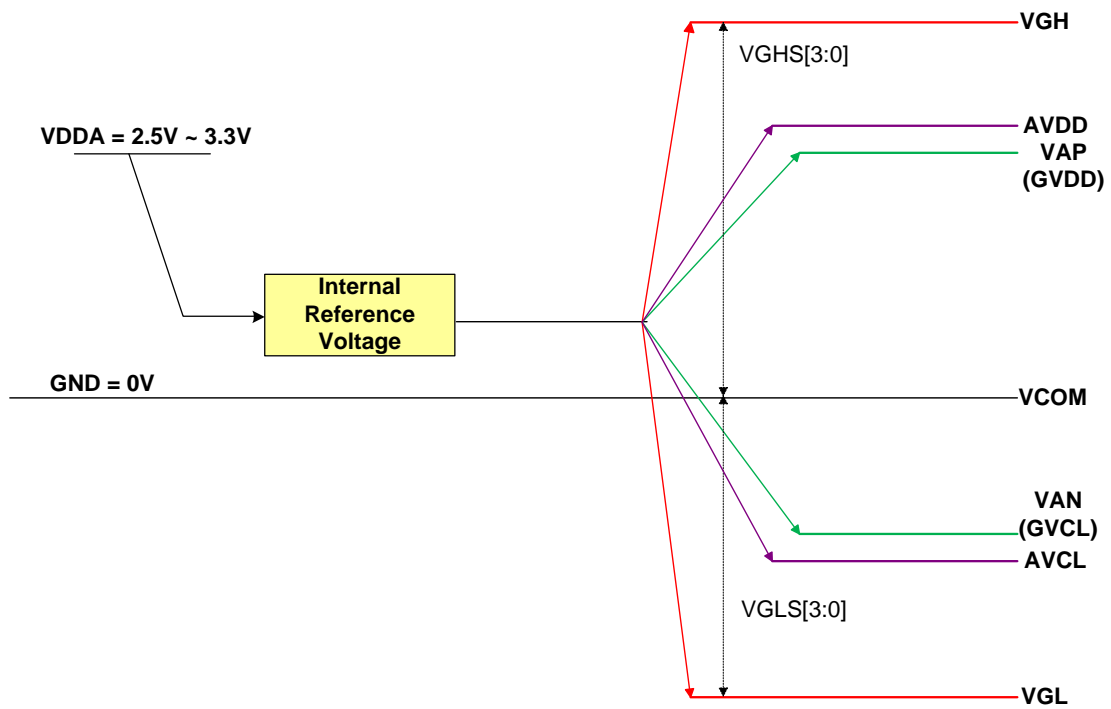 VGH
VGHS[3:0]
VDDA = 2.5V ~ 3.3V
AVDD
VAP
(GVDD)
Internal
Reference
Voltage
GND = 0V
VCOM
VAN
(GVCL)
AVCL
VGLS[3:0]
VGL